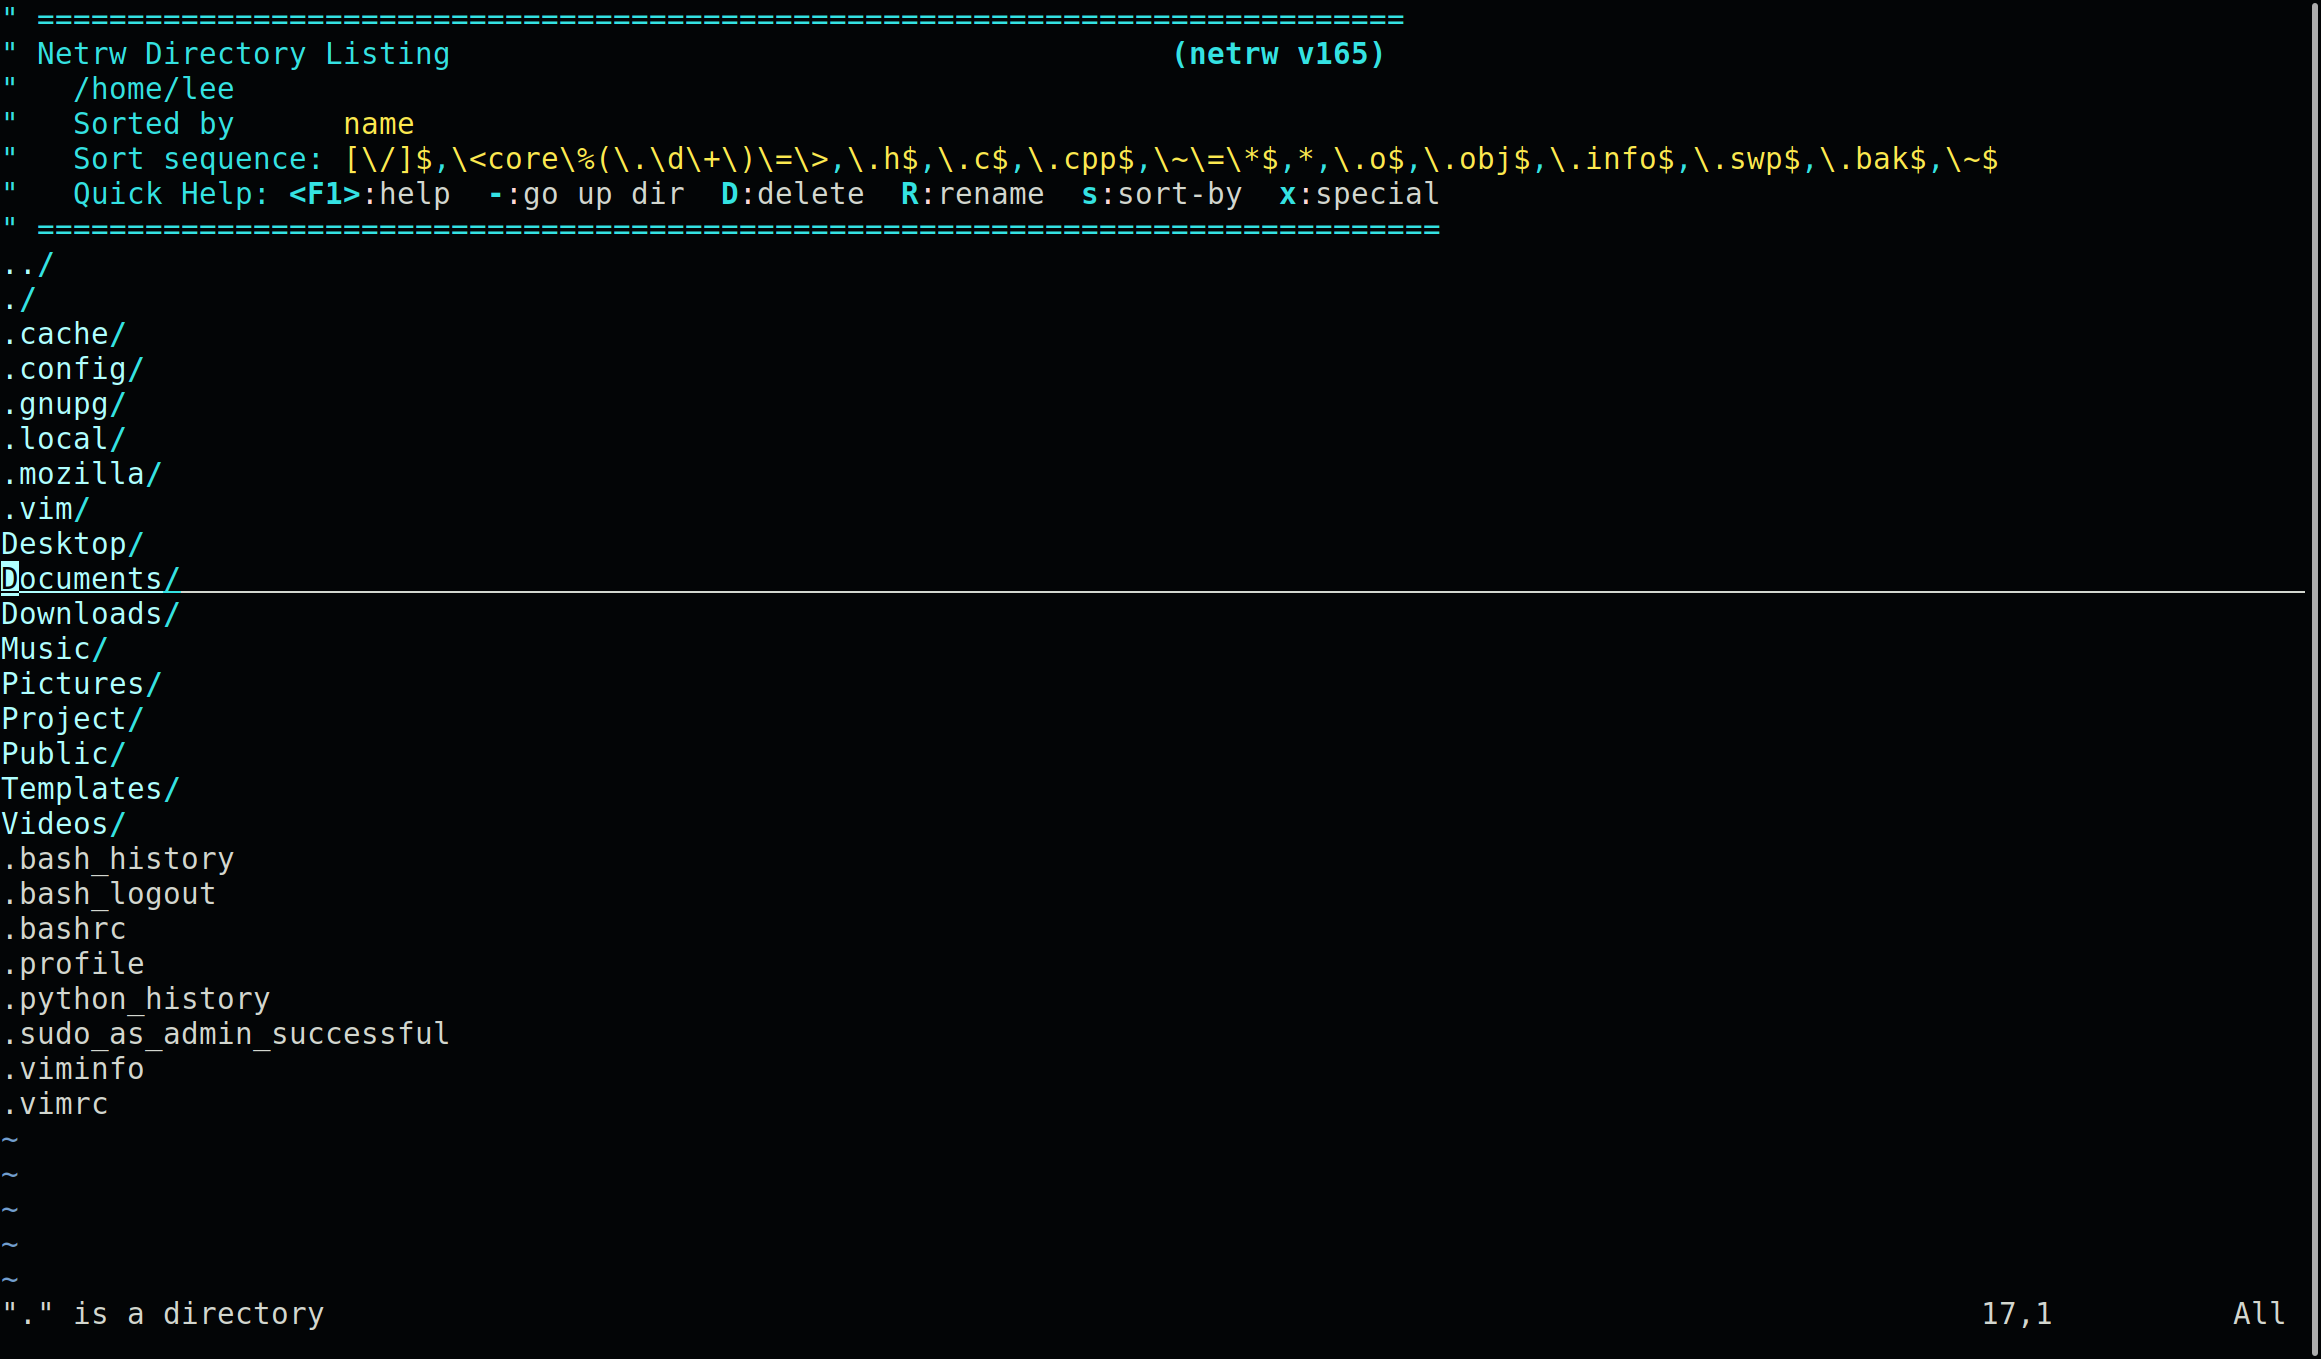 " ============================================================================
" Netrw Directory Listing                                        (netrw v165)
"   /home/lee
"   Sorted by      name
"   Sort sequence: [\/]$,\<core\%(\.\d\+\)\=\>,\.h$,\.c$,\.cpp$,\~\=\*$,*,\.o$,\.obj$,\.info$,\.swp$,\.bak$,\~$
"   Quick Help: <F1>:help  -:go up dir  D:delete  R:rename  s:sort-by  x:special
" ==============================================================================
../
./
.cache/
.config/
.gnupg/
.local/
.mozilla/
.vim/
Desktop/
Documents/
Downloads/
Music/
Pictures/
Project/
Public/
Templates/
Videos/
.bash_history
.bash_logout
.bashrc
.profile
.python_history
.sudo_as_admin_successful
.viminfo
.vimrc
~
~
~
~
~
"." is a directory                                                                                            17,1          All